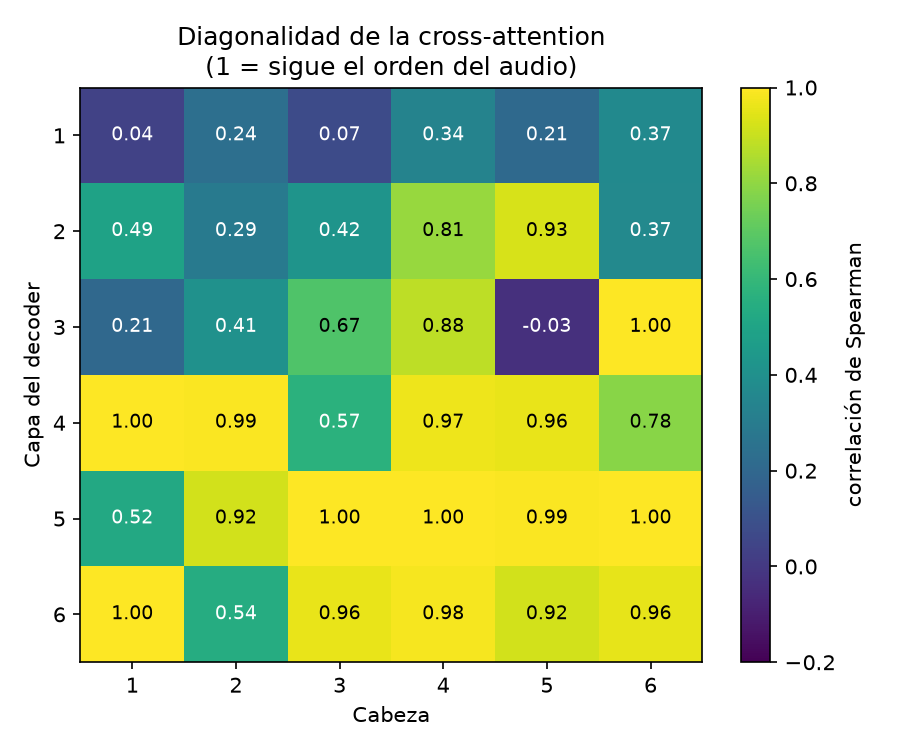 Diagonalidad de la cross-attention
(1 = sigue el orden del audio)
1 0.04 0.24 0.07 0.34 0.21 0.37
2 0.49 0.29 0.42 0.81 0.93 0.37
3 0.21 0.41 0.67 0.88 -0.03 1.00
4 1.00 0.99 0.57 0.97 0.96 0.78
5 0.52 0.92 1.00 1.00 0.99 1.00
6 1.00 0.54 0.96 0.98 0.92 0.96
1 2 3 4 5 6
Cabeza
Capa del decoder
1.0
0.8
0.6
0.4
0.2
0.0
−0.2
correlación de Spearman